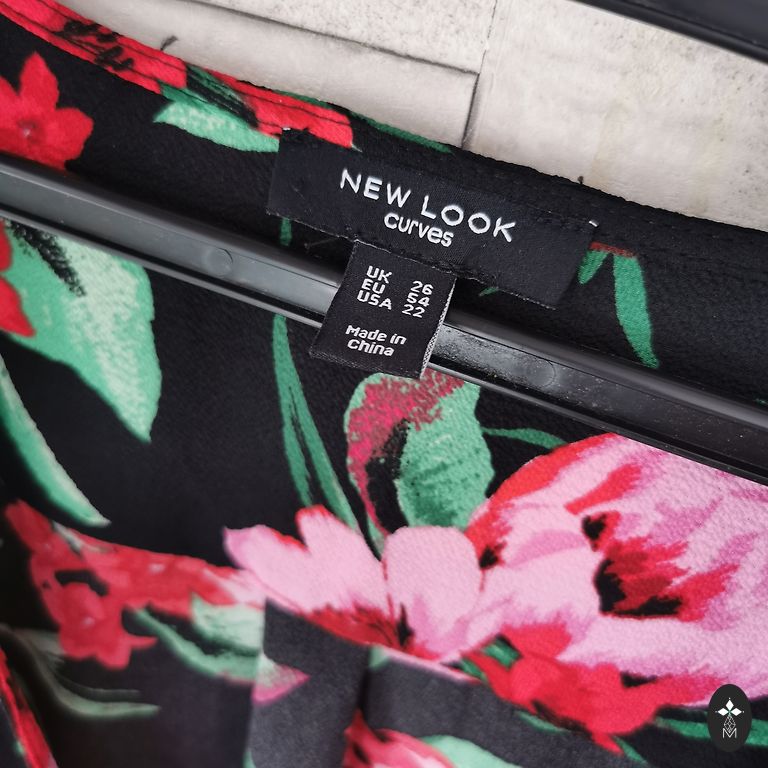 NEW LOOK
curves
UK 26
EU 54
USA 22
Made in
China
M